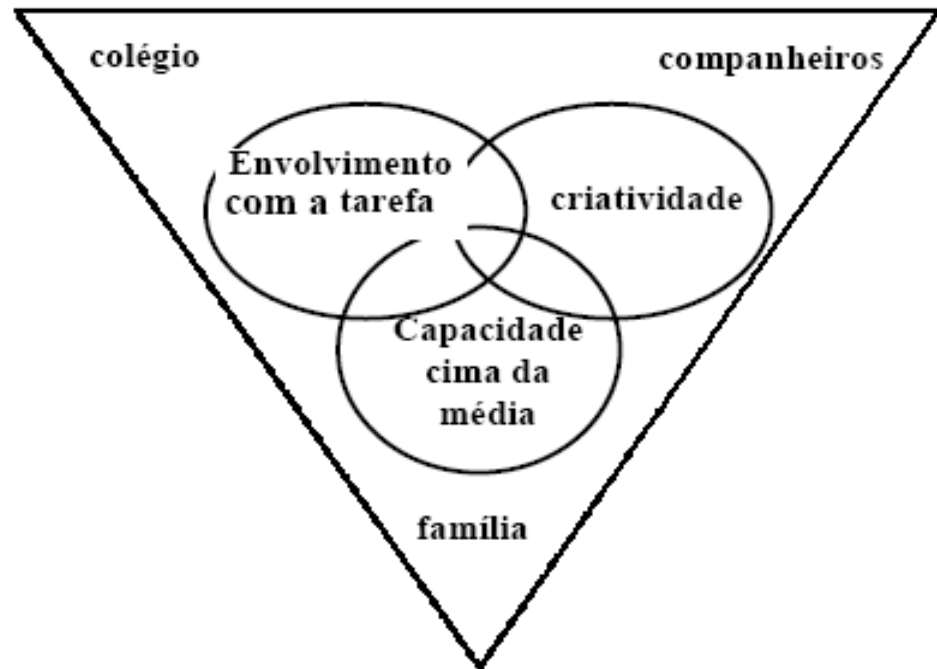 colégio
companheiros
Envolvimento
com a tarefa
criatividade
Capacidade
cima da
média
família